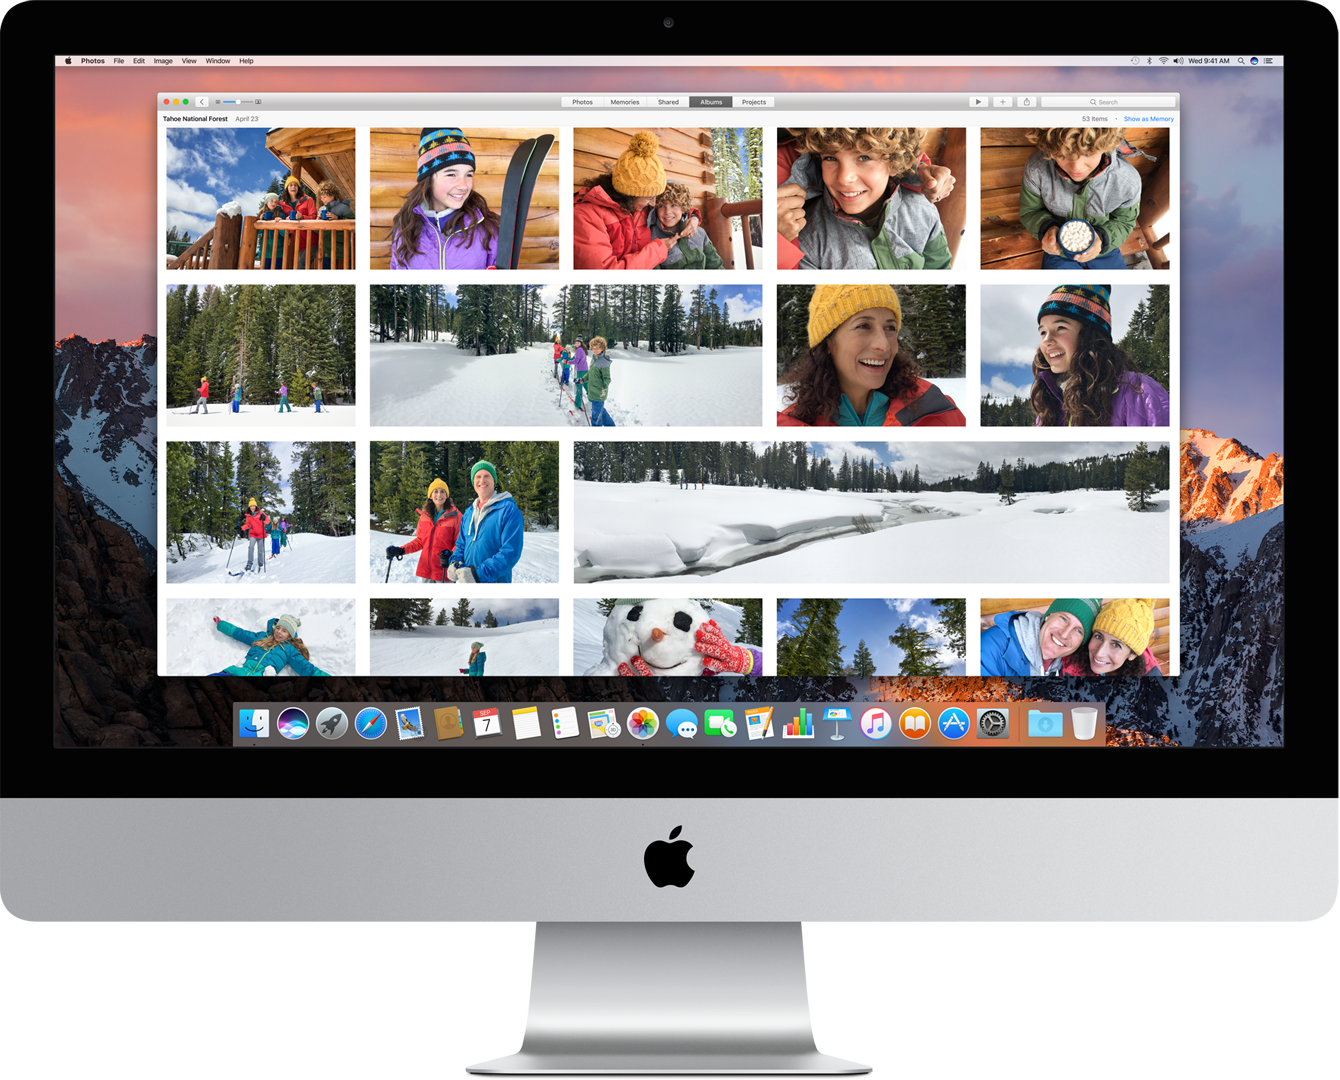 Photos File Edit Image View Window Help Wed 9:41 AM
Photos Memories Shared Albums Projects Search
Tahoe National Forest April 23 53 Items • Show as Memory
SEP
7